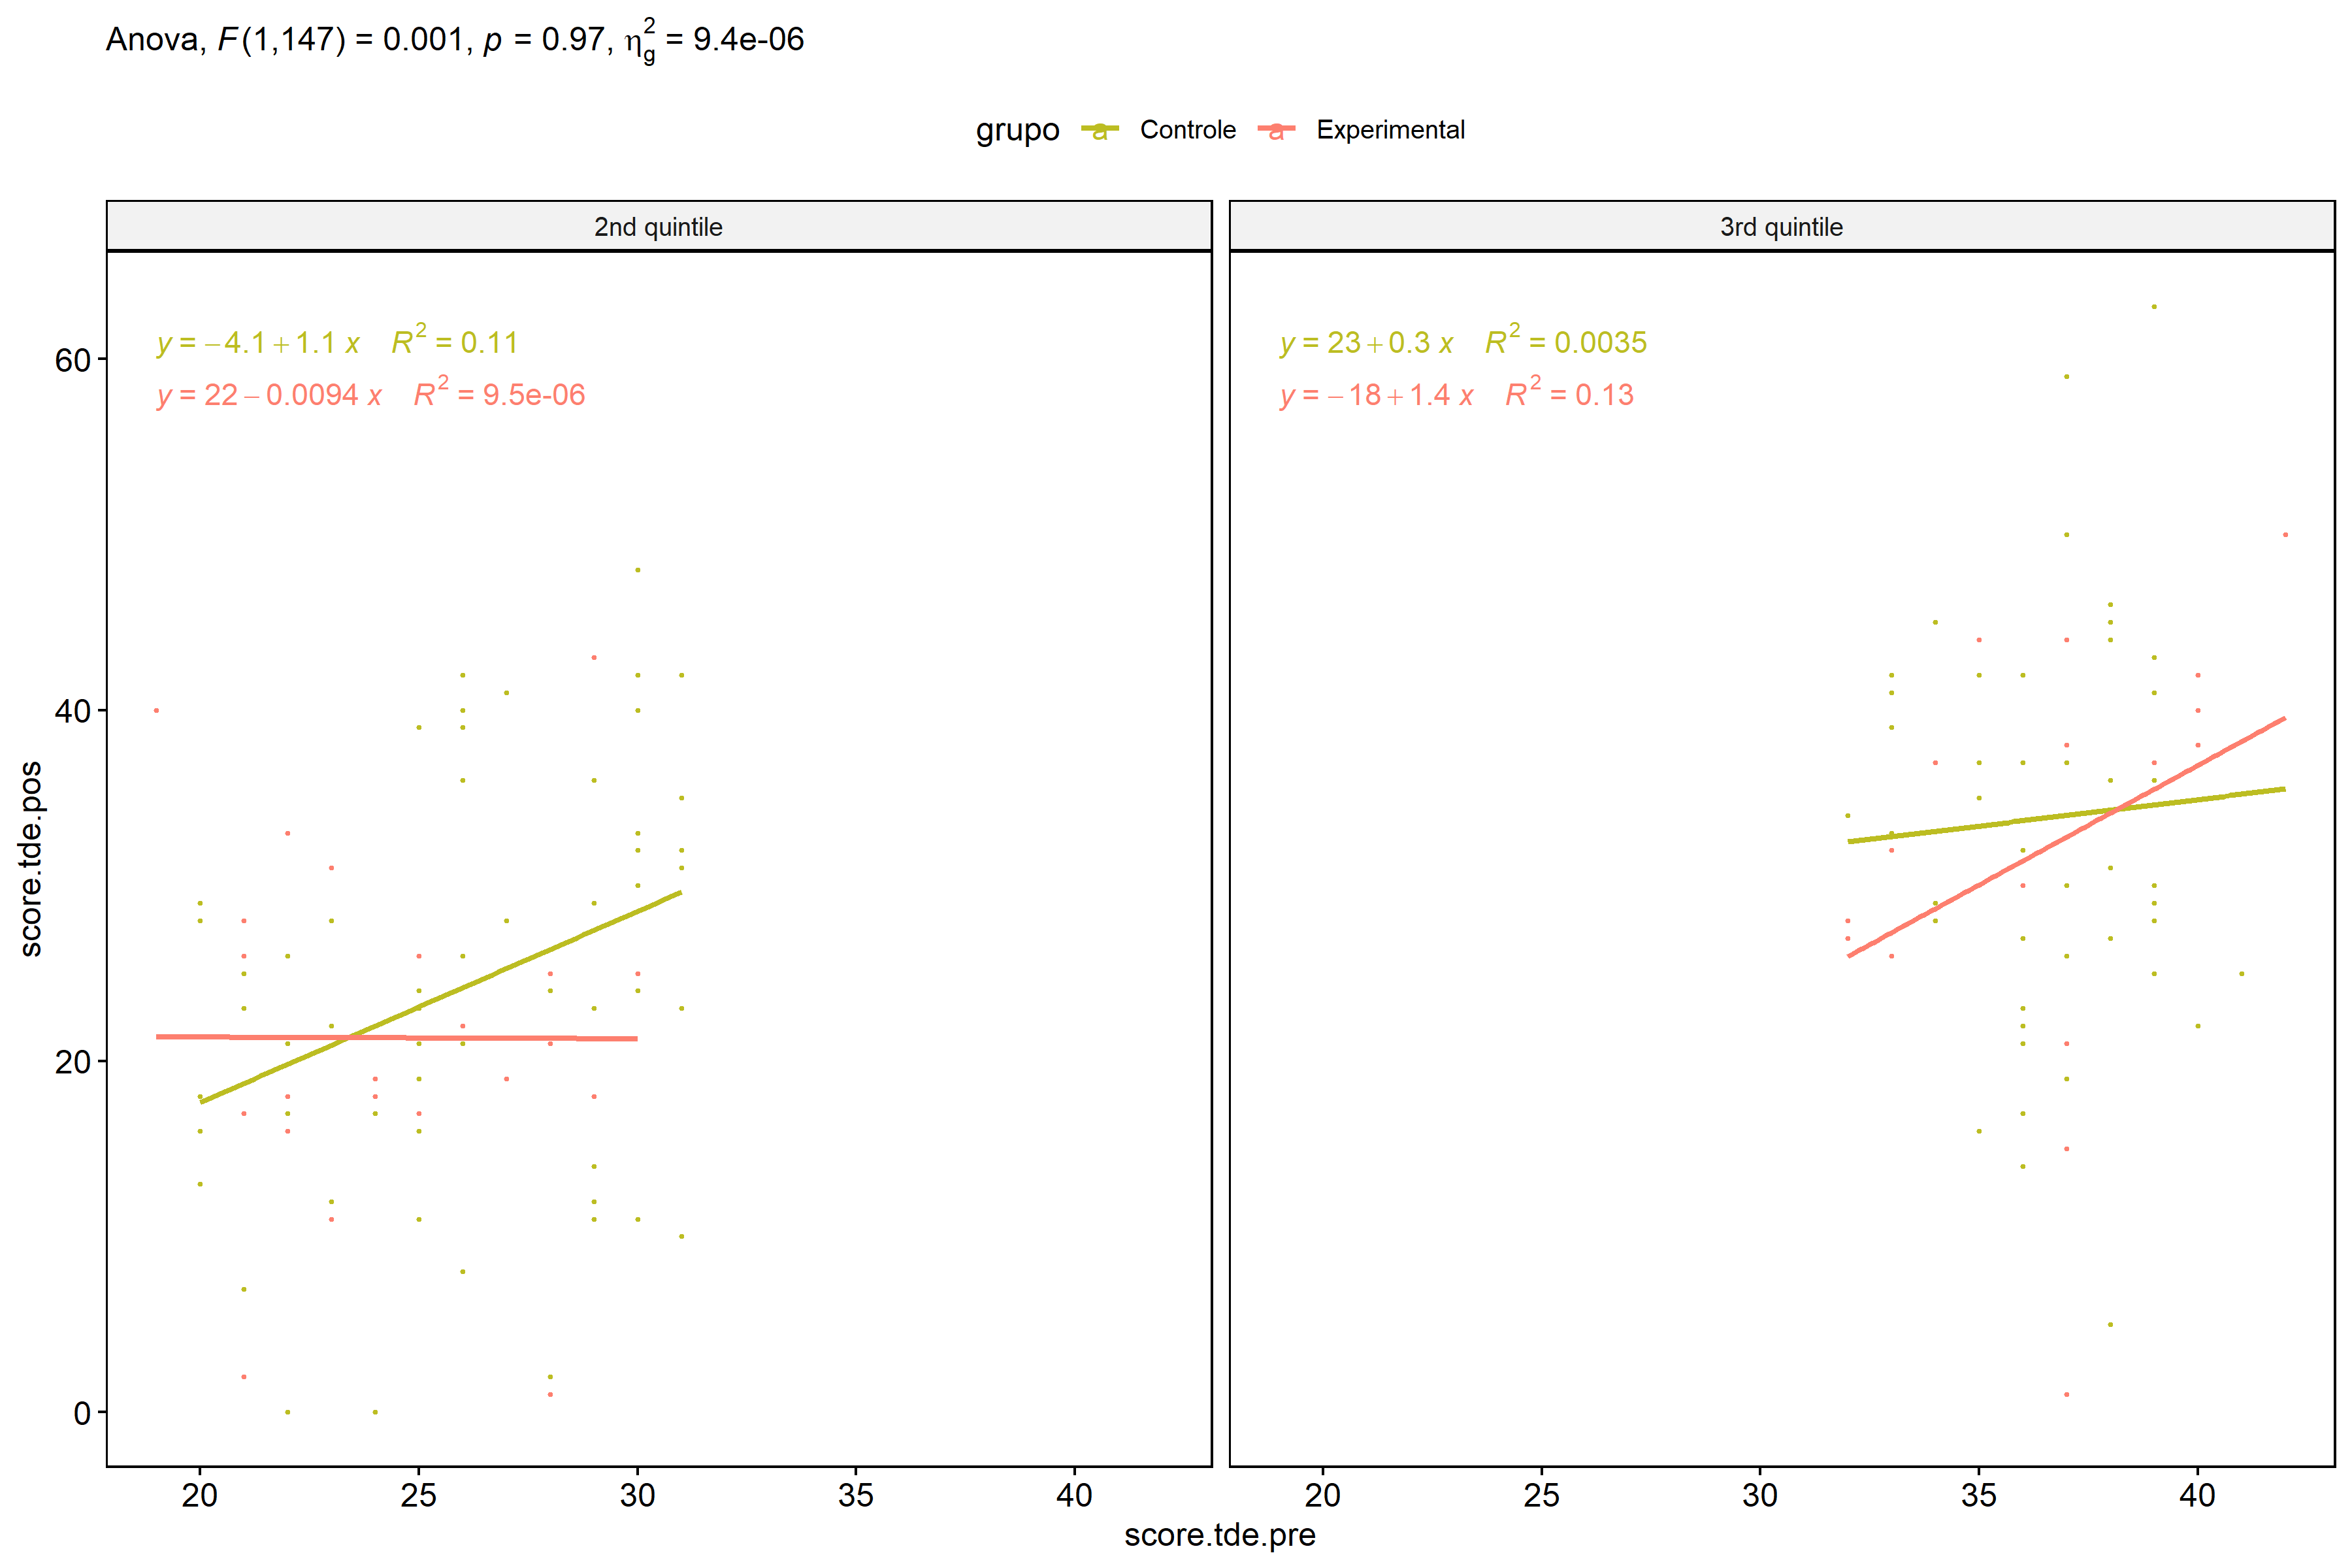 Anova, F(1,147) = 0.001, p = 0.97, η²g = 9.4e-06
grupo a Controle a Experimental
2nd quintile
3rd quintile
y = −4.1 + 1.1 x R² = 0.11
y = 22 − 0.0094 x R² = 9.5e-06
y = 23 + 0.3 x R² = 0.0035
y = −18 + 1.4 x R² = 0.13
score.tde.pos
60
40
20
0
20 25 30 35 40
20 25 30 35 40
score.tde.pre